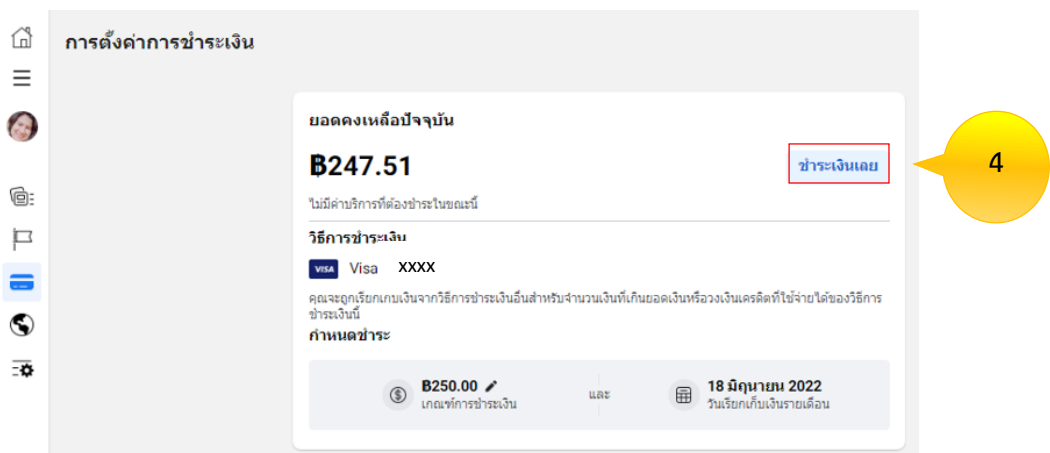 การตั้งค่าการชำระเงิน
ยอดคงเหลือปัจจุบัน
฿247.51
ชำระเงินเลย
4
ไม่มีค่าบริการที่ต้องชำระในขณะนี้
วิธีการชำระเงิน
VISA Visa XXXX
คุณจะถูกเรียกเก็บเงินจากวิธีการชำระเงินอื่นสำหรับจำนวนเงินที่เกินยอดเงินหรือวงเงินเครดิตที่ใช้จ่ายได้ของวิธีการ
ชำระเงินนี้
กำหนดชำระ
฿250.00
เกณฑ์การชำระเงิน
และ
18 มิถุนายน 2022
วันเรียกเก็บเงินรายเดือน